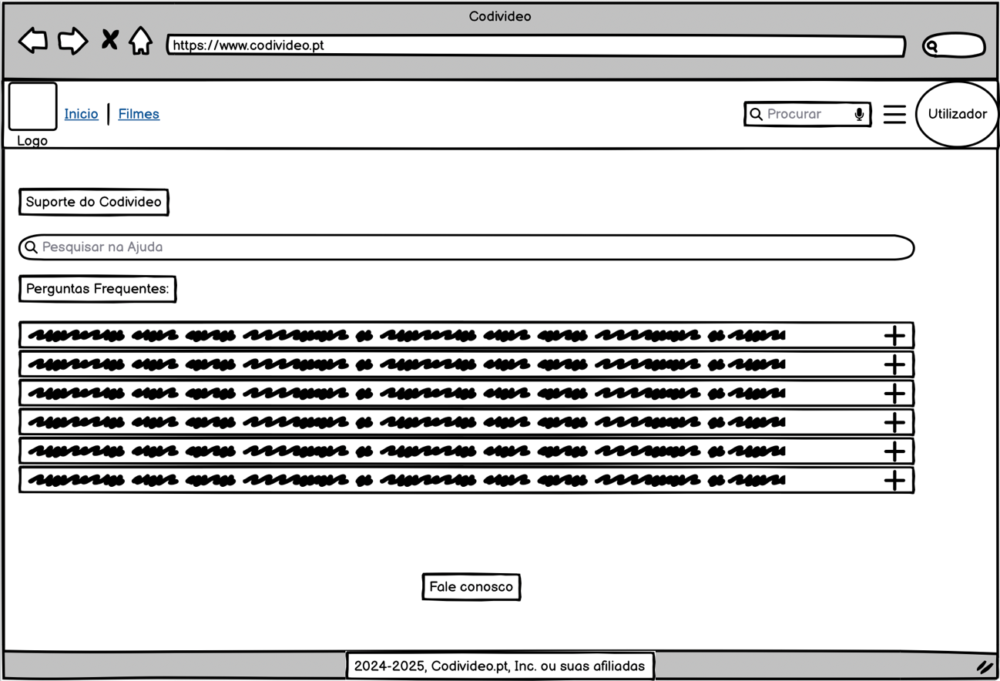 Codivideo
https://www.codivideo.pt
Inicio | Filmes
Procurar
Utilizador
Logo
Suporte do Codivideo
Pesquisar na Ajuda
Perguntas Frequentes:
Fale conosco
2024-2025, Codivideo.pt, Inc. ou suas afiliadas